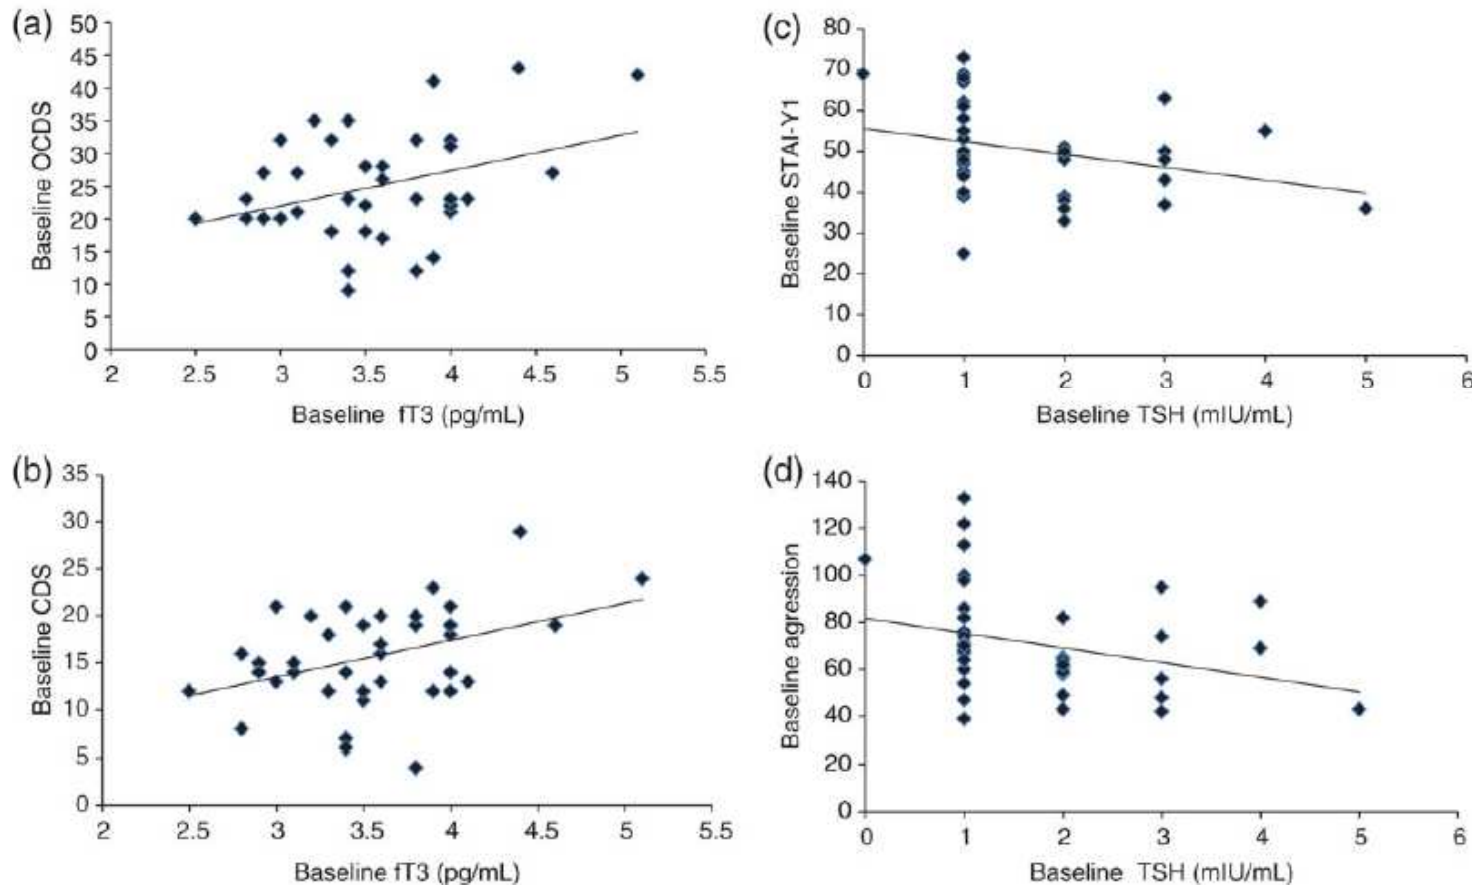 (a)
50
45
40
35
30
25
20
15
10
5
0
Baseline OCDS
2 2.5 3 3.5 4 4.5 5 5.5
Baseline fT3 (pg/mL)
(c)
80
70
60
50
40
30
20
10
0
Baseline STAI-Y1
0 1 2 3 4 5 6
Baseline TSH (mIU/mL)
(b)
35
30
25
20
15
10
5
0
Baseline CDS
2 2.5 3 3.5 4 4.5 5 5.5
Baseline fT3 (pg/mL)
(d)
140
120
100
80
60
40
20
0
Baseline agression
0 1 2 3 4 5 6
Baseline TSH (mIU/mL)